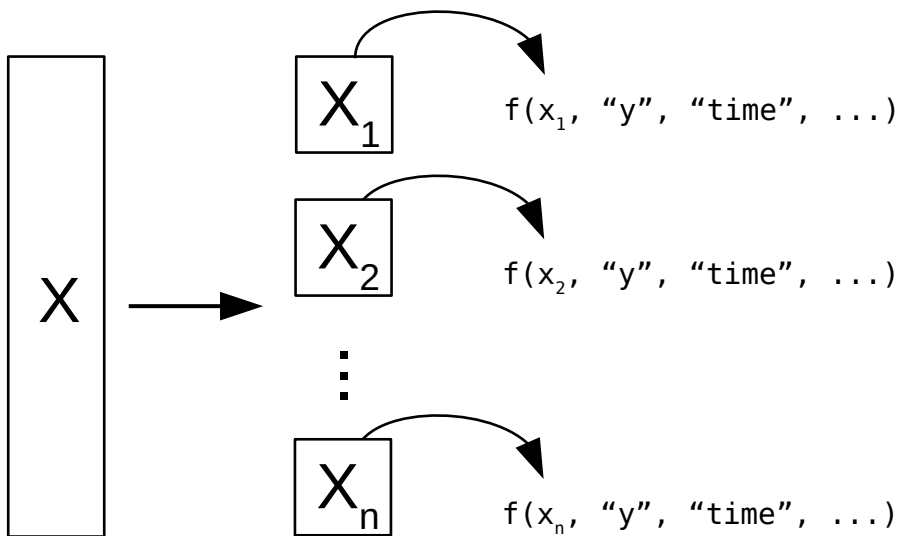 X
X₁
f(x₁, “y”, “time”, ...)
X₂
f(x₂, “y”, “time”, ...)
Xₙ
f(xₙ, “y”, “time”, ...)